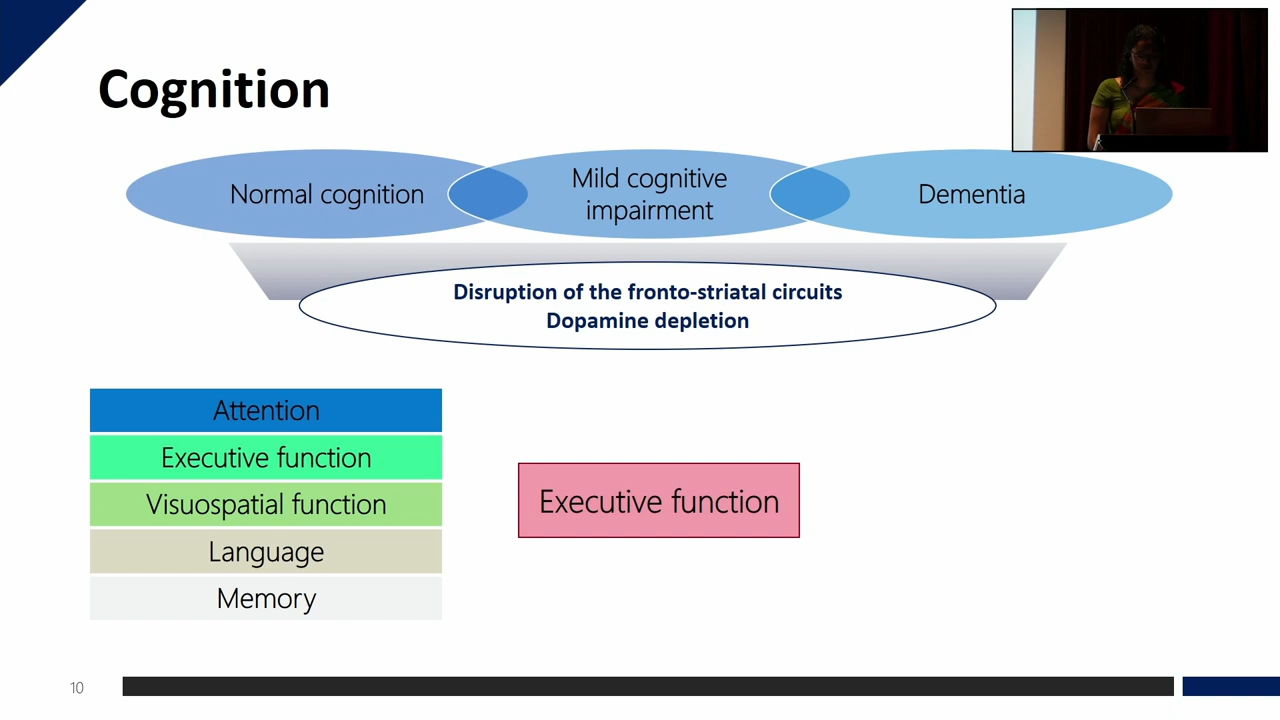 Cognition
Normal cognition
Mild cognitive
impairment
Dementia
Disruption of the fronto-striatal circuits
Dopamine depletion
Attention
Executive function
Visuospatial function
Language
Memory
Executive function
10